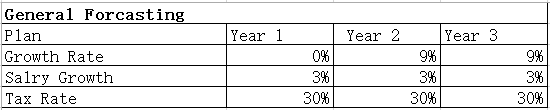 General Forcasting
Plan Year 1 Year 2 Year 3
Growth Rate 0% 9% 9%
Salry Growth 3% 3% 3%
Tax Rate 30% 30% 30%